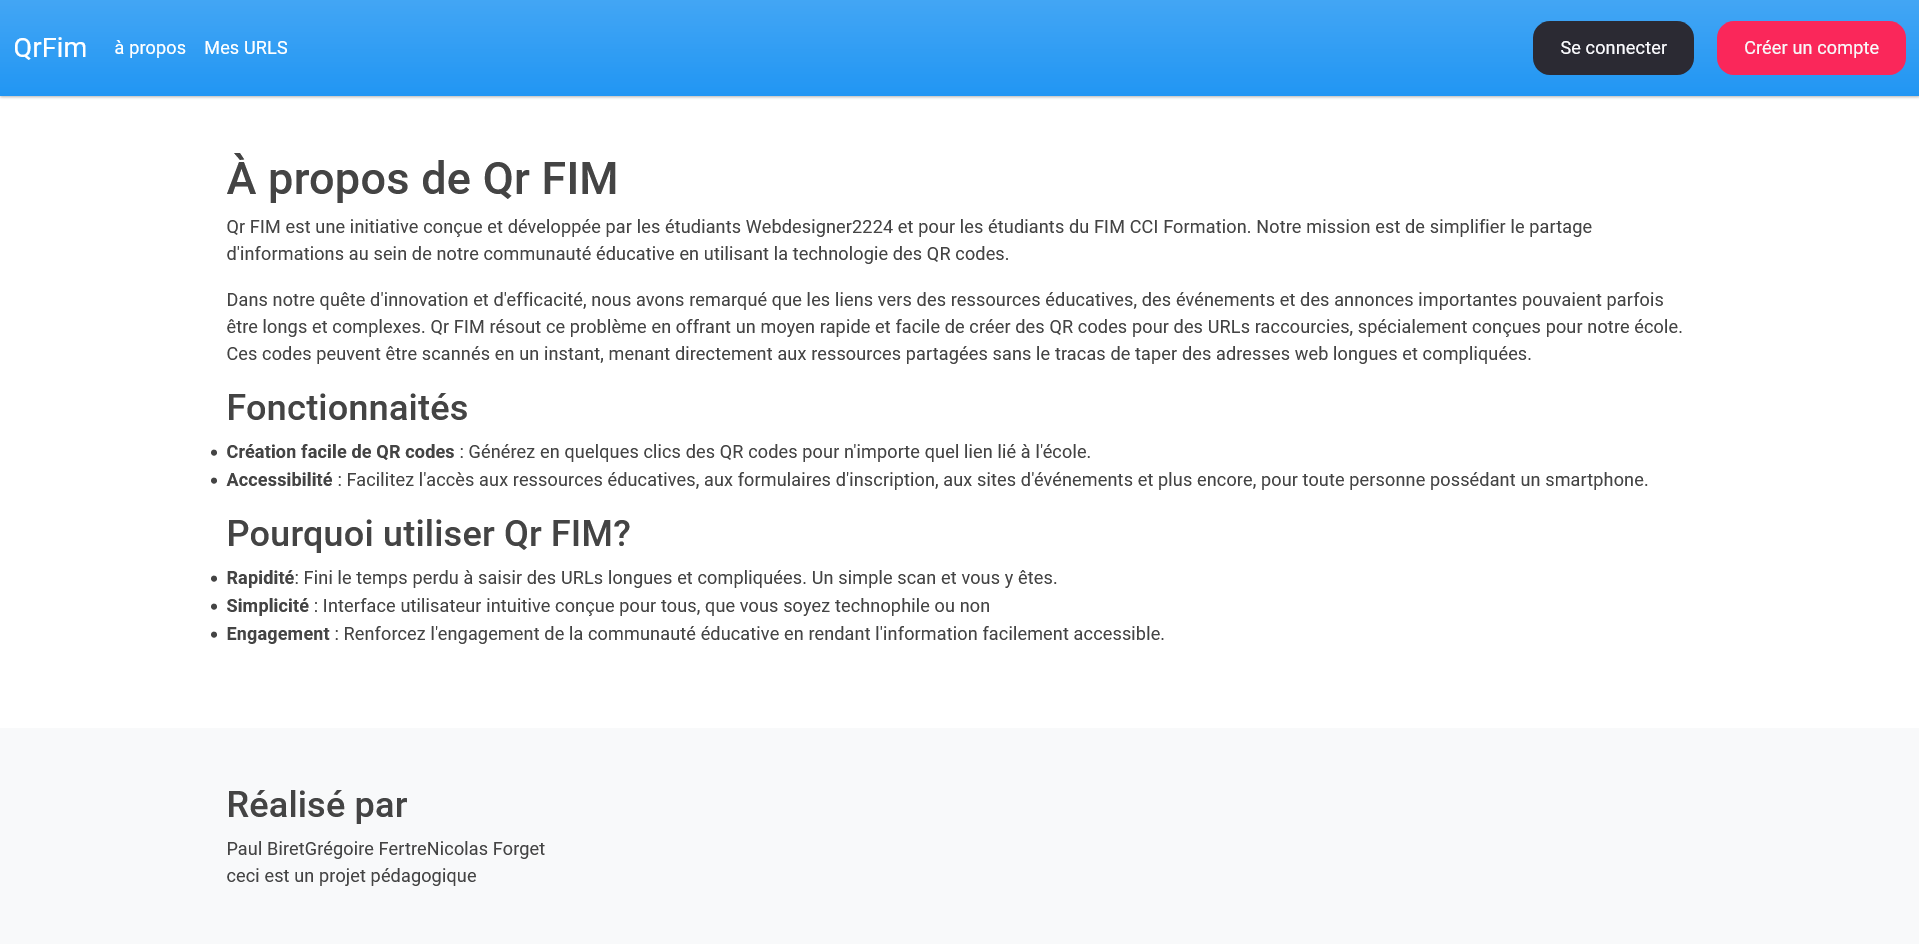 QrFim à propos Mes URLS Se connecter Créer un compte
À propos de Qr FIM
Qr FIM est une initiative conçue et développée par les étudiants Webdesigner2224 et pour les étudiants du FIM CCI Formation. Notre mission est de simplifier le partage
d'informations au sein de notre communauté éducative en utilisant la technologie des QR codes.
Dans notre quête d'innovation et d'efficacité, nous avons remarqué que les liens vers des ressources éducatives, des événements et des annonces importantes pouvaient parfois
être longs et complexes. Qr FIM résout ce problème en offrant un moyen rapide et facile de créer des QR codes pour des URLs raccourcies, spécialement conçues pour notre école.
Ces codes peuvent être scannés en un instant, menant directement aux ressources partagées sans le tracas de taper des adresses web longues et compliquées.
Fonctionnaités
• Création facile de QR codes : Générez en quelques clics des QR codes pour n'importe quel lien lié à l'école.
• Accessibilité : Facilitez l'accès aux ressources éducatives, aux formulaires d'inscription, aux sites d'événements et plus encore, pour toute personne possédant un smartphone.
Pourquoi utiliser Qr FIM?
• Rapidité: Fini le temps perdu à saisir des URLs longues et compliquées. Un simple scan et vous y êtes.
• Simplicité : Interface utilisateur intuitive conçue pour tous, que vous soyez technophile ou non
• Engagement : Renforcez l'engagement de la communauté éducative en rendant l'information facilement accessible.
Réalisé par
Paul BiretGrégoire FertreNicolas Forget
ceci est un projet pédagogique